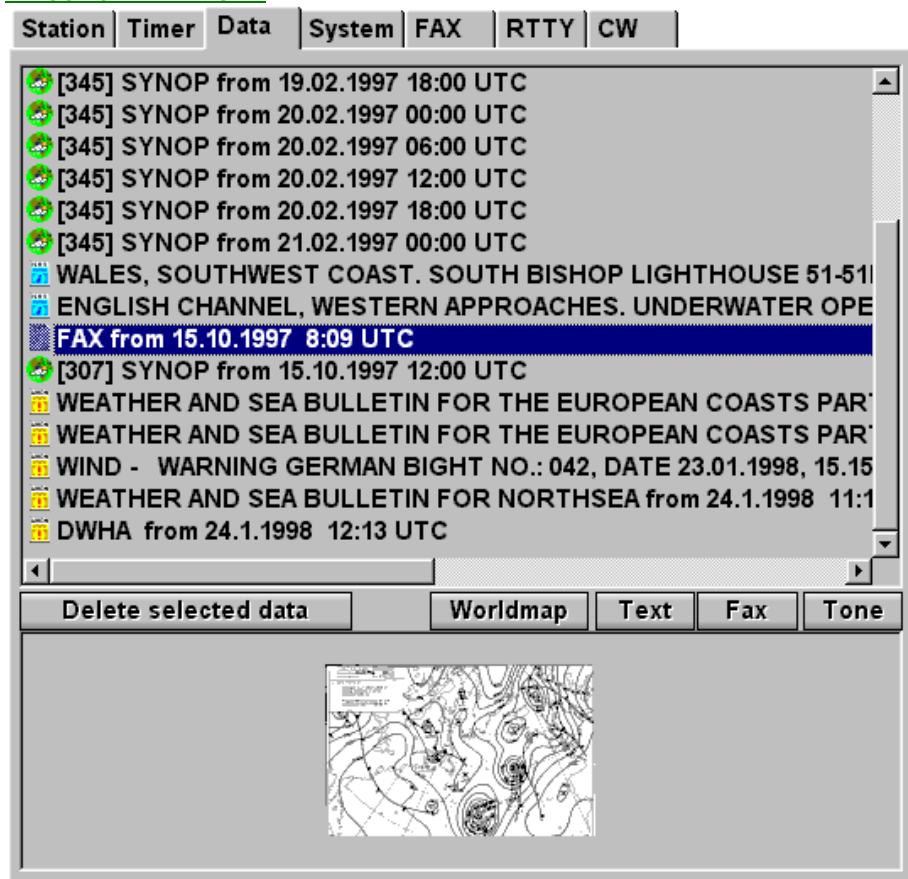 Station Timer Data System FAX RTTY CW
[345] SYNOP from 19.02.1997 18:00 UTC
[345] SYNOP from 20.02.1997 00:00 UTC
[345] SYNOP from 20.02.1997 06:00 UTC
[345] SYNOP from 20.02.1997 12:00 UTC
[345] SYNOP from 20.02.1997 18:00 UTC
[345] SYNOP from 21.02.1997 00:00 UTC
WALES, SOUTHWEST COAST. SOUTH BISHOP LIGHTHOUSE 51-51
ENGLISH CHANNEL, WESTERN APPROACHES. UNDERWATER OPE
FAX from 15.10.1997  8:09 UTC
[307] SYNOP from 15.10.1997 12:00 UTC
WEATHER AND SEA BULLETIN FOR THE EUROPEAN COASTS PAR
WEATHER AND SEA BULLETIN FOR THE EUROPEAN COASTS PAR
WIND -   WARNING GERMAN BIGHT NO.: 042, DATE 23.01.1998, 15.15
WEATHER AND SEA BULLETIN FOR NORTHSEA from 24.1.1998  11:1
DWHA  from 24.1.1998  12:13 UTC
Delete selected data Worldmap Text Fax Tone